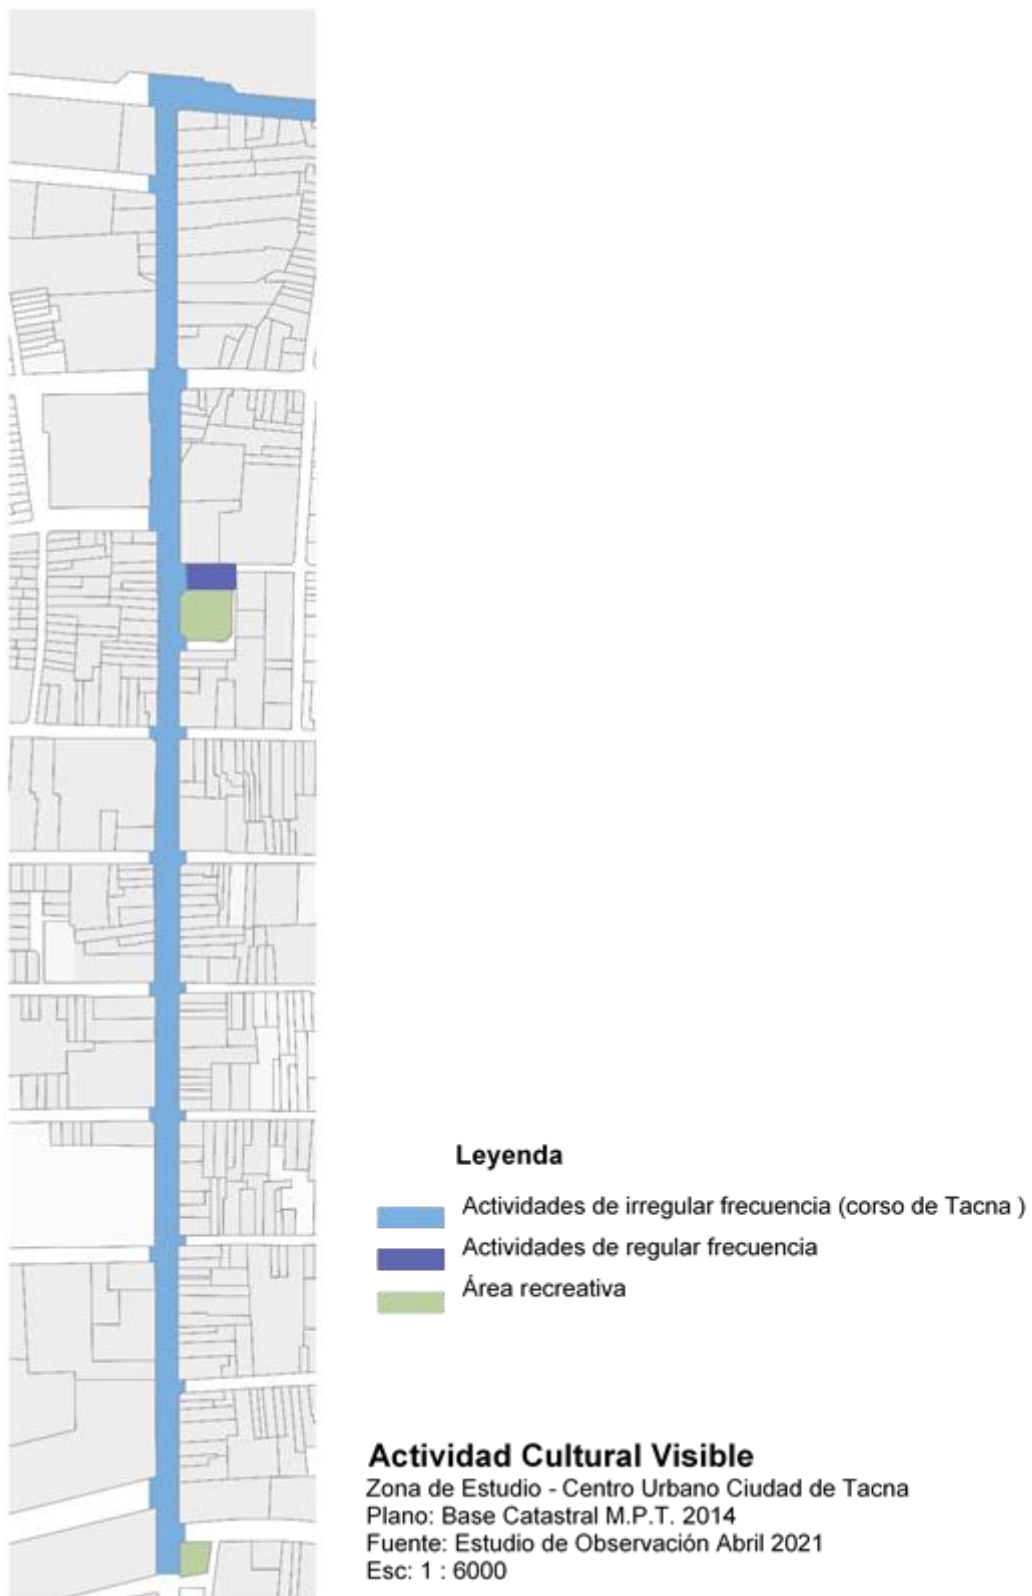 Leyenda
Actividades de irregular frecuencia (corso de Tacna )
Actividades de regular frecuencia
Área recreativa
Actividad Cultural Visible
Zona de Estudio - Centro Urbano Ciudad de Tacna
Plano: Base Catastral M.P.T. 2014
Fuente: Estudio de Observación Abril 2021
Esc: 1 : 6000